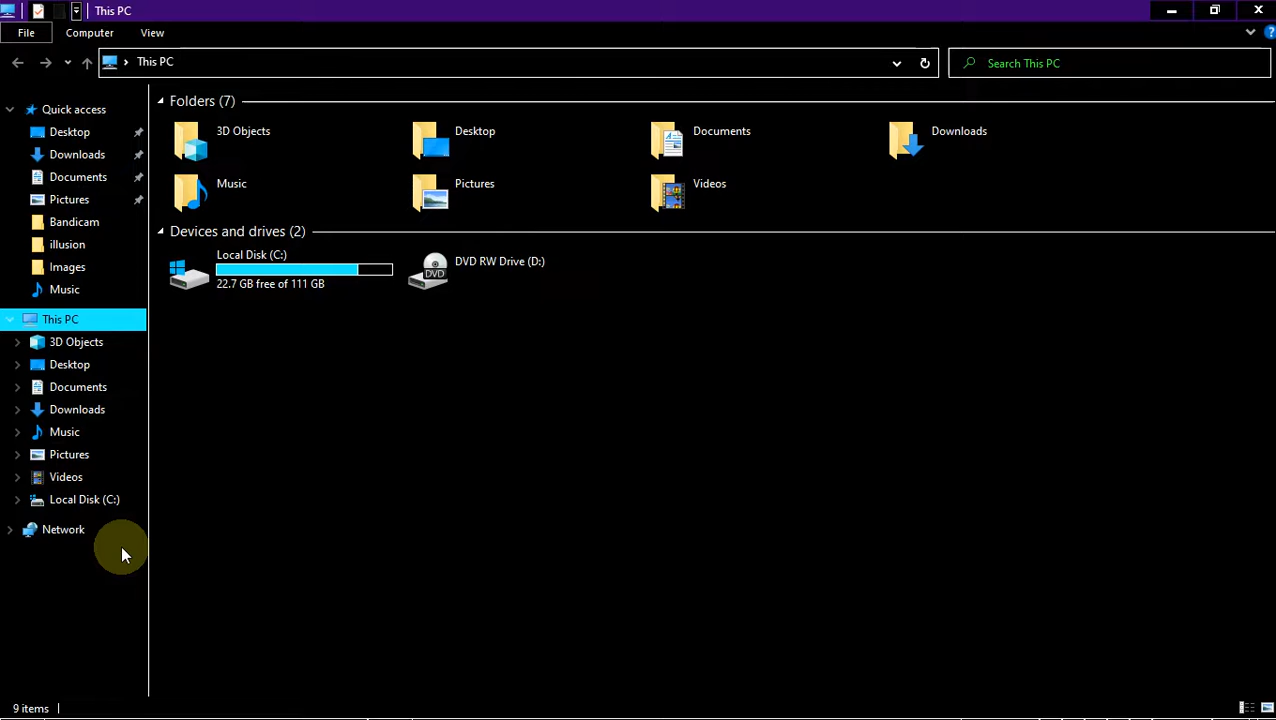 This PC
File Computer View
This PC
Search This PC
Quick access
Desktop
Downloads
Documents
Pictures
Bandicam
illusion
Images
Music
This PC
3D Objects
Desktop
Documents
Downloads
Music
Pictures
Videos
Local Disk (C:)
Network
Folders (7)
3D Objects
Desktop
Documents
Downloads
Music
Pictures
Videos
Devices and drives (2)
Local Disk (C:)
22.7 GB free of 111 GB
DVD RW Drive (D:)
DVD
9 items